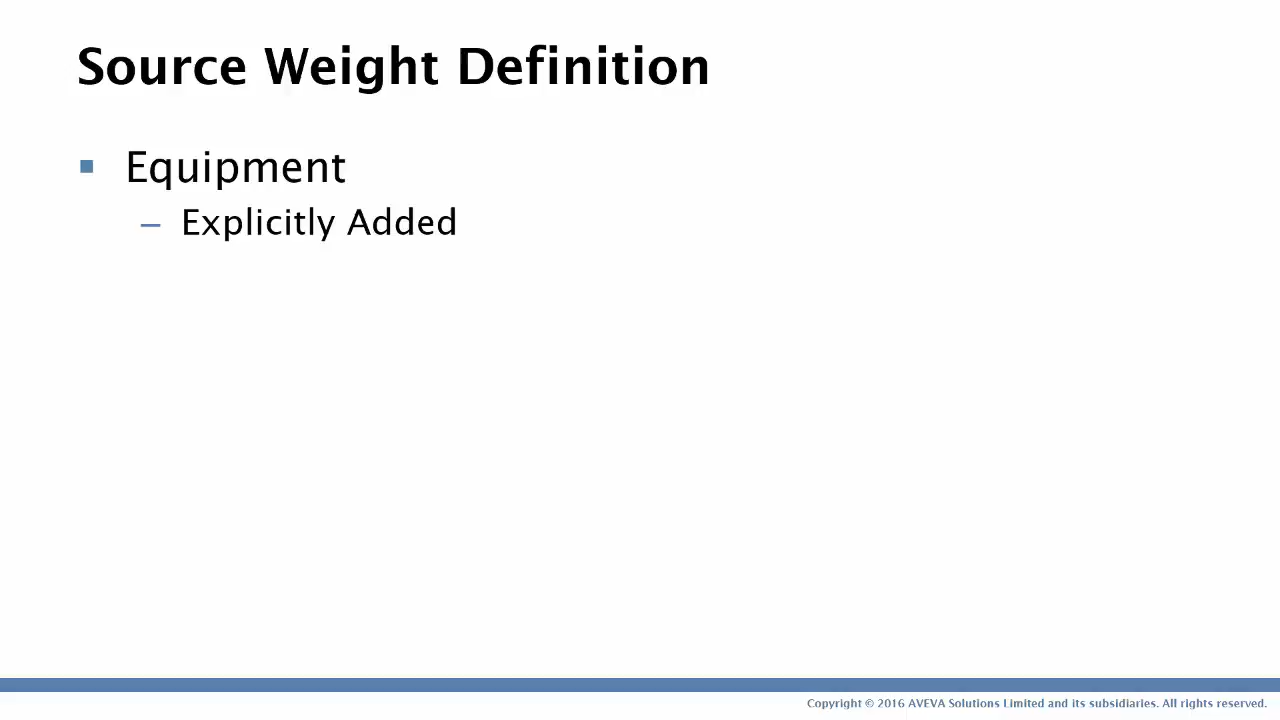 Source Weight Definition
Equipment
– Explicitly Added
Copyright © 2016 AVEVA Solutions Limited and its subsidiaries. All rights reserved.